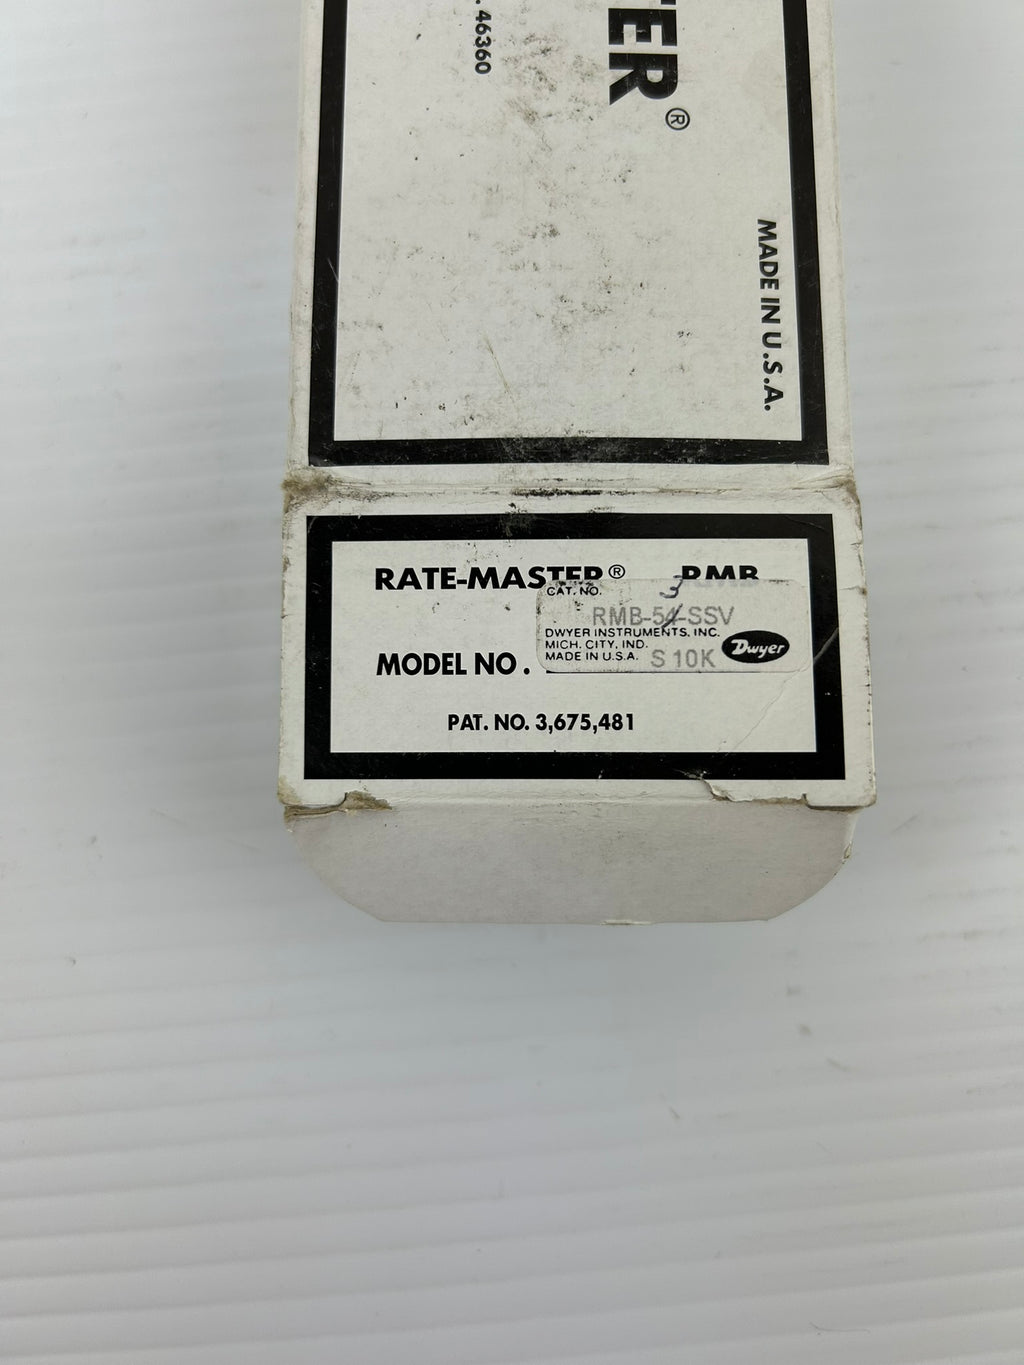 . 46360
TER®
MADE IN U.S.A.
RATE-MASTER® RMB
CAT. NO. 3
RMB-54-SSV
DWYER INSTRUMENTS, INC.
MICH. CITY, IND.
MADE IN U.S.A. S 10K Dwyer
MODEL NO.
PAT. NO. 3,675,481